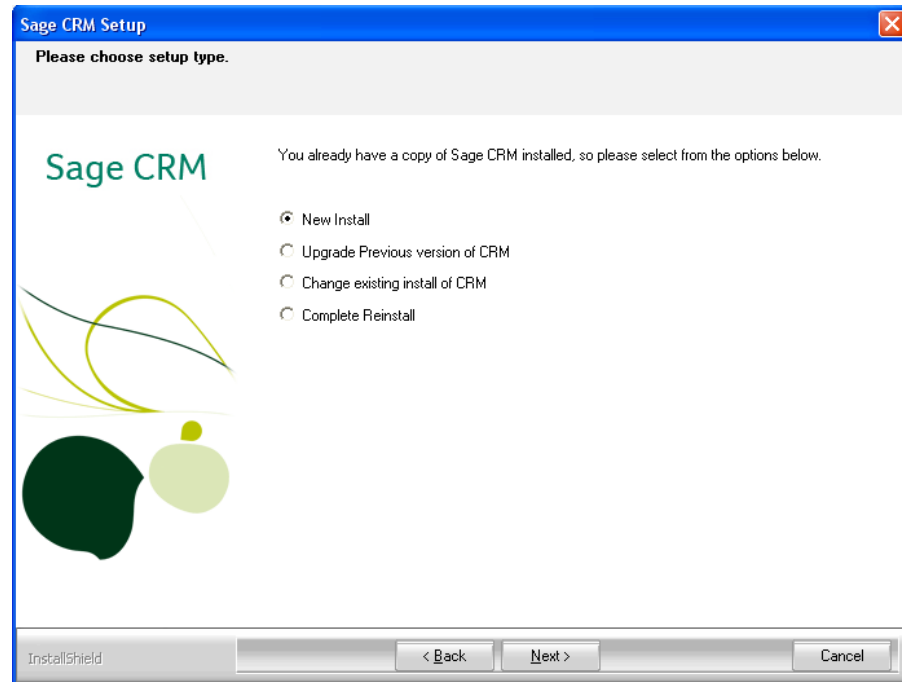 Sage CRM Setup
Please choose setup type.
Sage CRM
You already have a copy of Sage CRM installed, so please select from the options below.
New Install
Upgrade Previous version of CRM
Change existing install of CRM
Complete Reinstall
InstallShield
< Back
Next >
Cancel